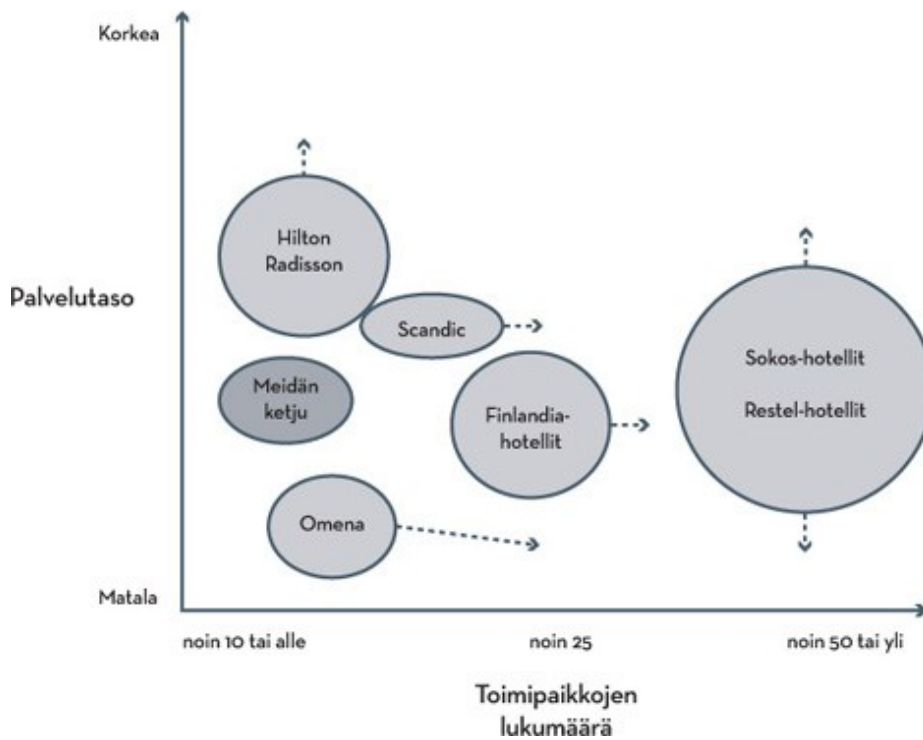 Korkea
Hilton
Radisson
Palvelutaso
Scandic
Sokos-hotellit
Meidän
ketju
Finlandia-
hotellit
Restel-hotellit
Omena
Matala
noin 10 tai alle
noin 25
noin 50 tai yli
Toimipaikkojen
lukumäärä